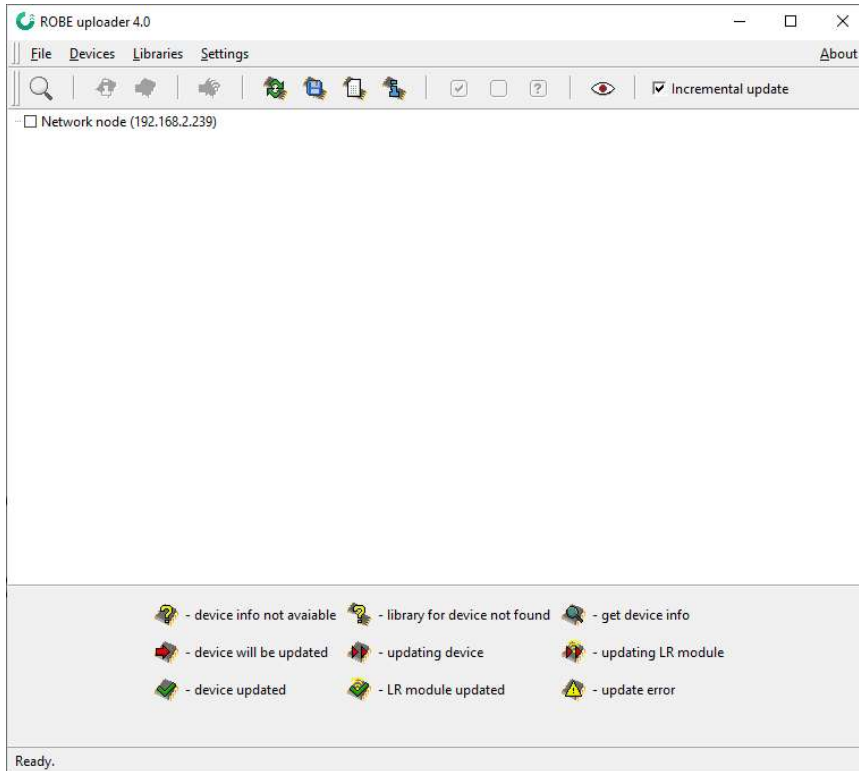 ROBE uploader 4.0
File Devices Libraries Settings About
Incremental update
Network node (192.168.2.239)
- device info not avaiable - library for device not found - get device info
- device will be updated - updating device - updating LR module
- device updated - LR module updated - update error
Ready.